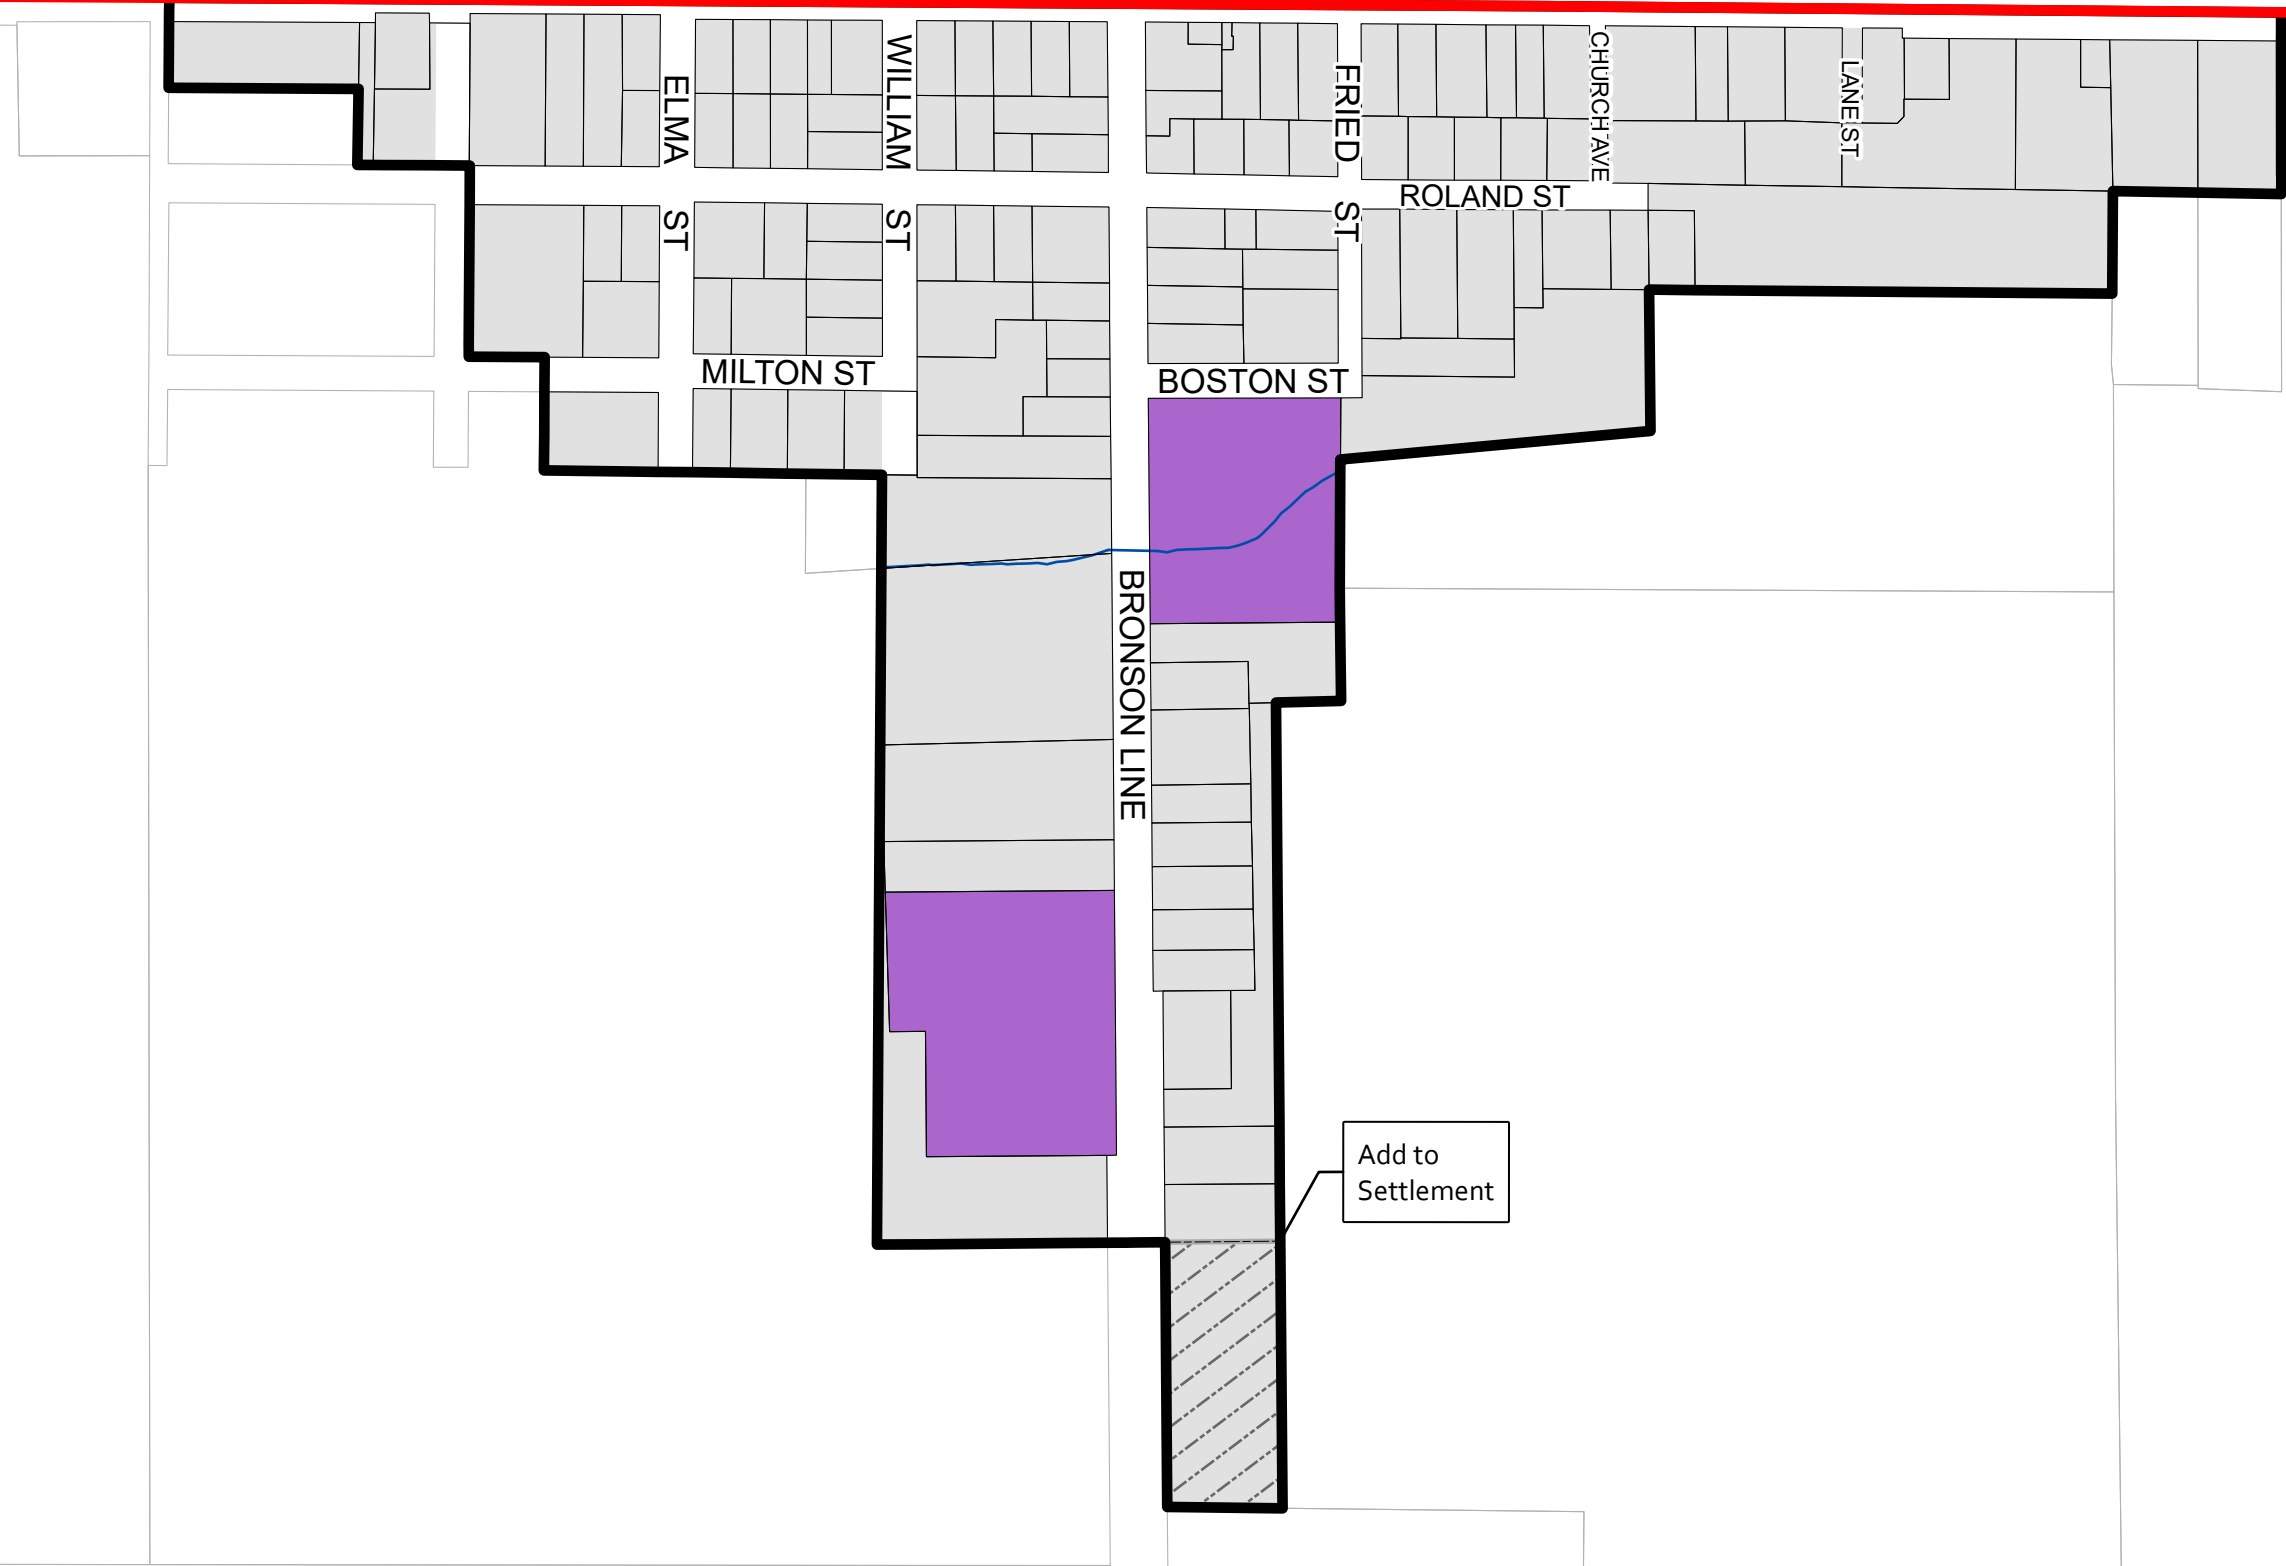 ELMA ST
WILLIAM ST
FRIED ST
CHURCH AVE
LANE ST
ROLAND ST
MILTON ST
BOSTON ST
BRONSON LINE
Add to
Settlement